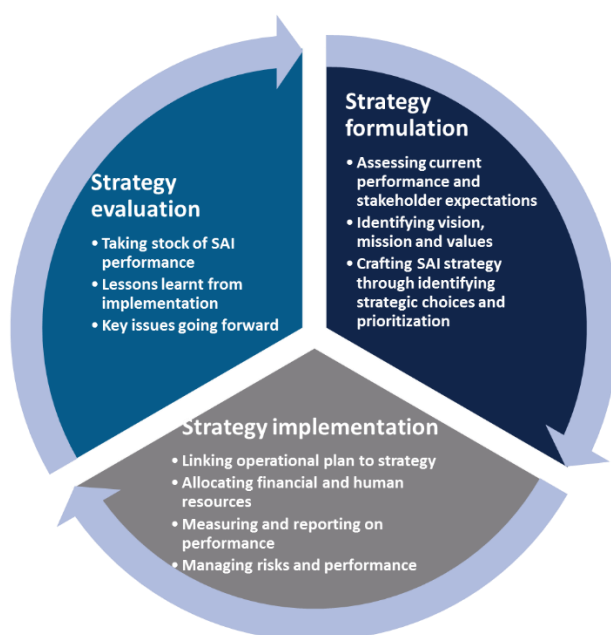 Strategy
formulation
• Assessing current
performance and
stakeholder expectations
• Identifying vision,
mission and values
• Crafting SAI strategy
through identifying
strategic choices and
prioritization
Strategy implementation
• Linking operational plan to strategy
• Allocating financial and human
resources
• Measuring and reporting on
performance
• Managing risks and performance
Strategy
evaluation
• Taking stock of SAI
performance
• Lessons learnt from
implementation
• Key issues going forward